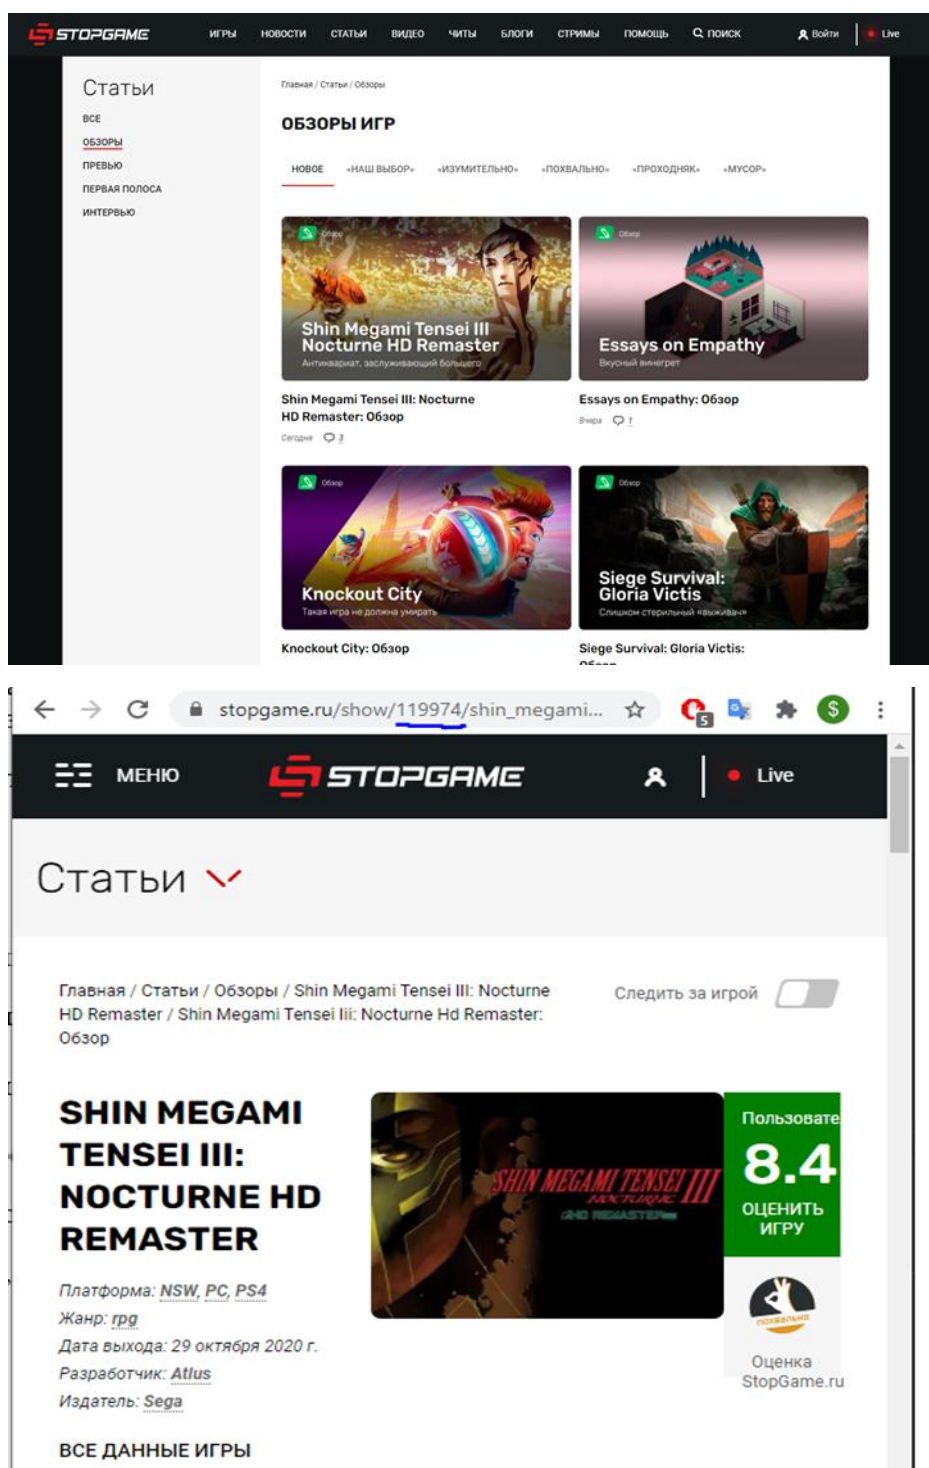 STOPGAME ИГРЫ НОВОСТИ СТАТЬИ ВИДЕО ЧИТЫ БЛОГИ СТРИМЫ ПОМОЩЬ ПОИСК Войти Live
Статьи
ВСЕ
ОБЗОРЫ
ПРЕВЬЮ
ПЕРВАЯ ПОЛОСА
ИНТЕРВЬЮ
Главная / Статьи / Обзоры
ОБЗОРЫ ИГР
НОВОЕ «НАШ ВЫБОР» «ИЗУМИТЕЛЬНО» «ПОХВАЛЬНО» «ПРОХОДНЯК» «МУСОР»
Обзор
Shin Megami Tensei III
Nocturne HD Remaster
Антиквариат, заслуживающий большего
Shin Megami Tensei III: Nocturne
HD Remaster: Обзор
Сегодня 3
Обзор
Essays on Empathy
Вкусный винегрет
Essays on Empathy: Обзор
Вчера 1
Обзор
Knockout City
Такая игра не должна умирать
Knockout City: Обзор
Обзор
Siege Survival:
Gloria Victis
Слишком стерильный «выживач»
Siege Survival: Gloria Victis:
Обзор
stopgame.ru/show/119974/shin_megami... 5 S
МЕНЮ STOPGAME Live
Статьи
Главная / Статьи / Обзоры / Shin Megami Tensei III: Nocturne
HD Remaster / Shin Megami Tensei Iii: Nocturne Hd Remaster:
Обзор
Следить за игрой
SHIN MEGAMI
TENSEI III:
NOCTURNE HD
REMASTER
Платформа: NSW, PC, PS4
Жанр: rpg
Дата выхода: 29 октября 2020 г.
Разработчик: Atlus
Издатель: Sega
ВСЕ ДАННЫЕ ИГРЫ
SHIN MEGAMI TENSEI III
NOCTURNE
HD REMASTER
Пользовате
8.4
ОЦЕНИТЬ
ИГРУ
ПОХВАЛЬНО
Оценка
StopGame.ru